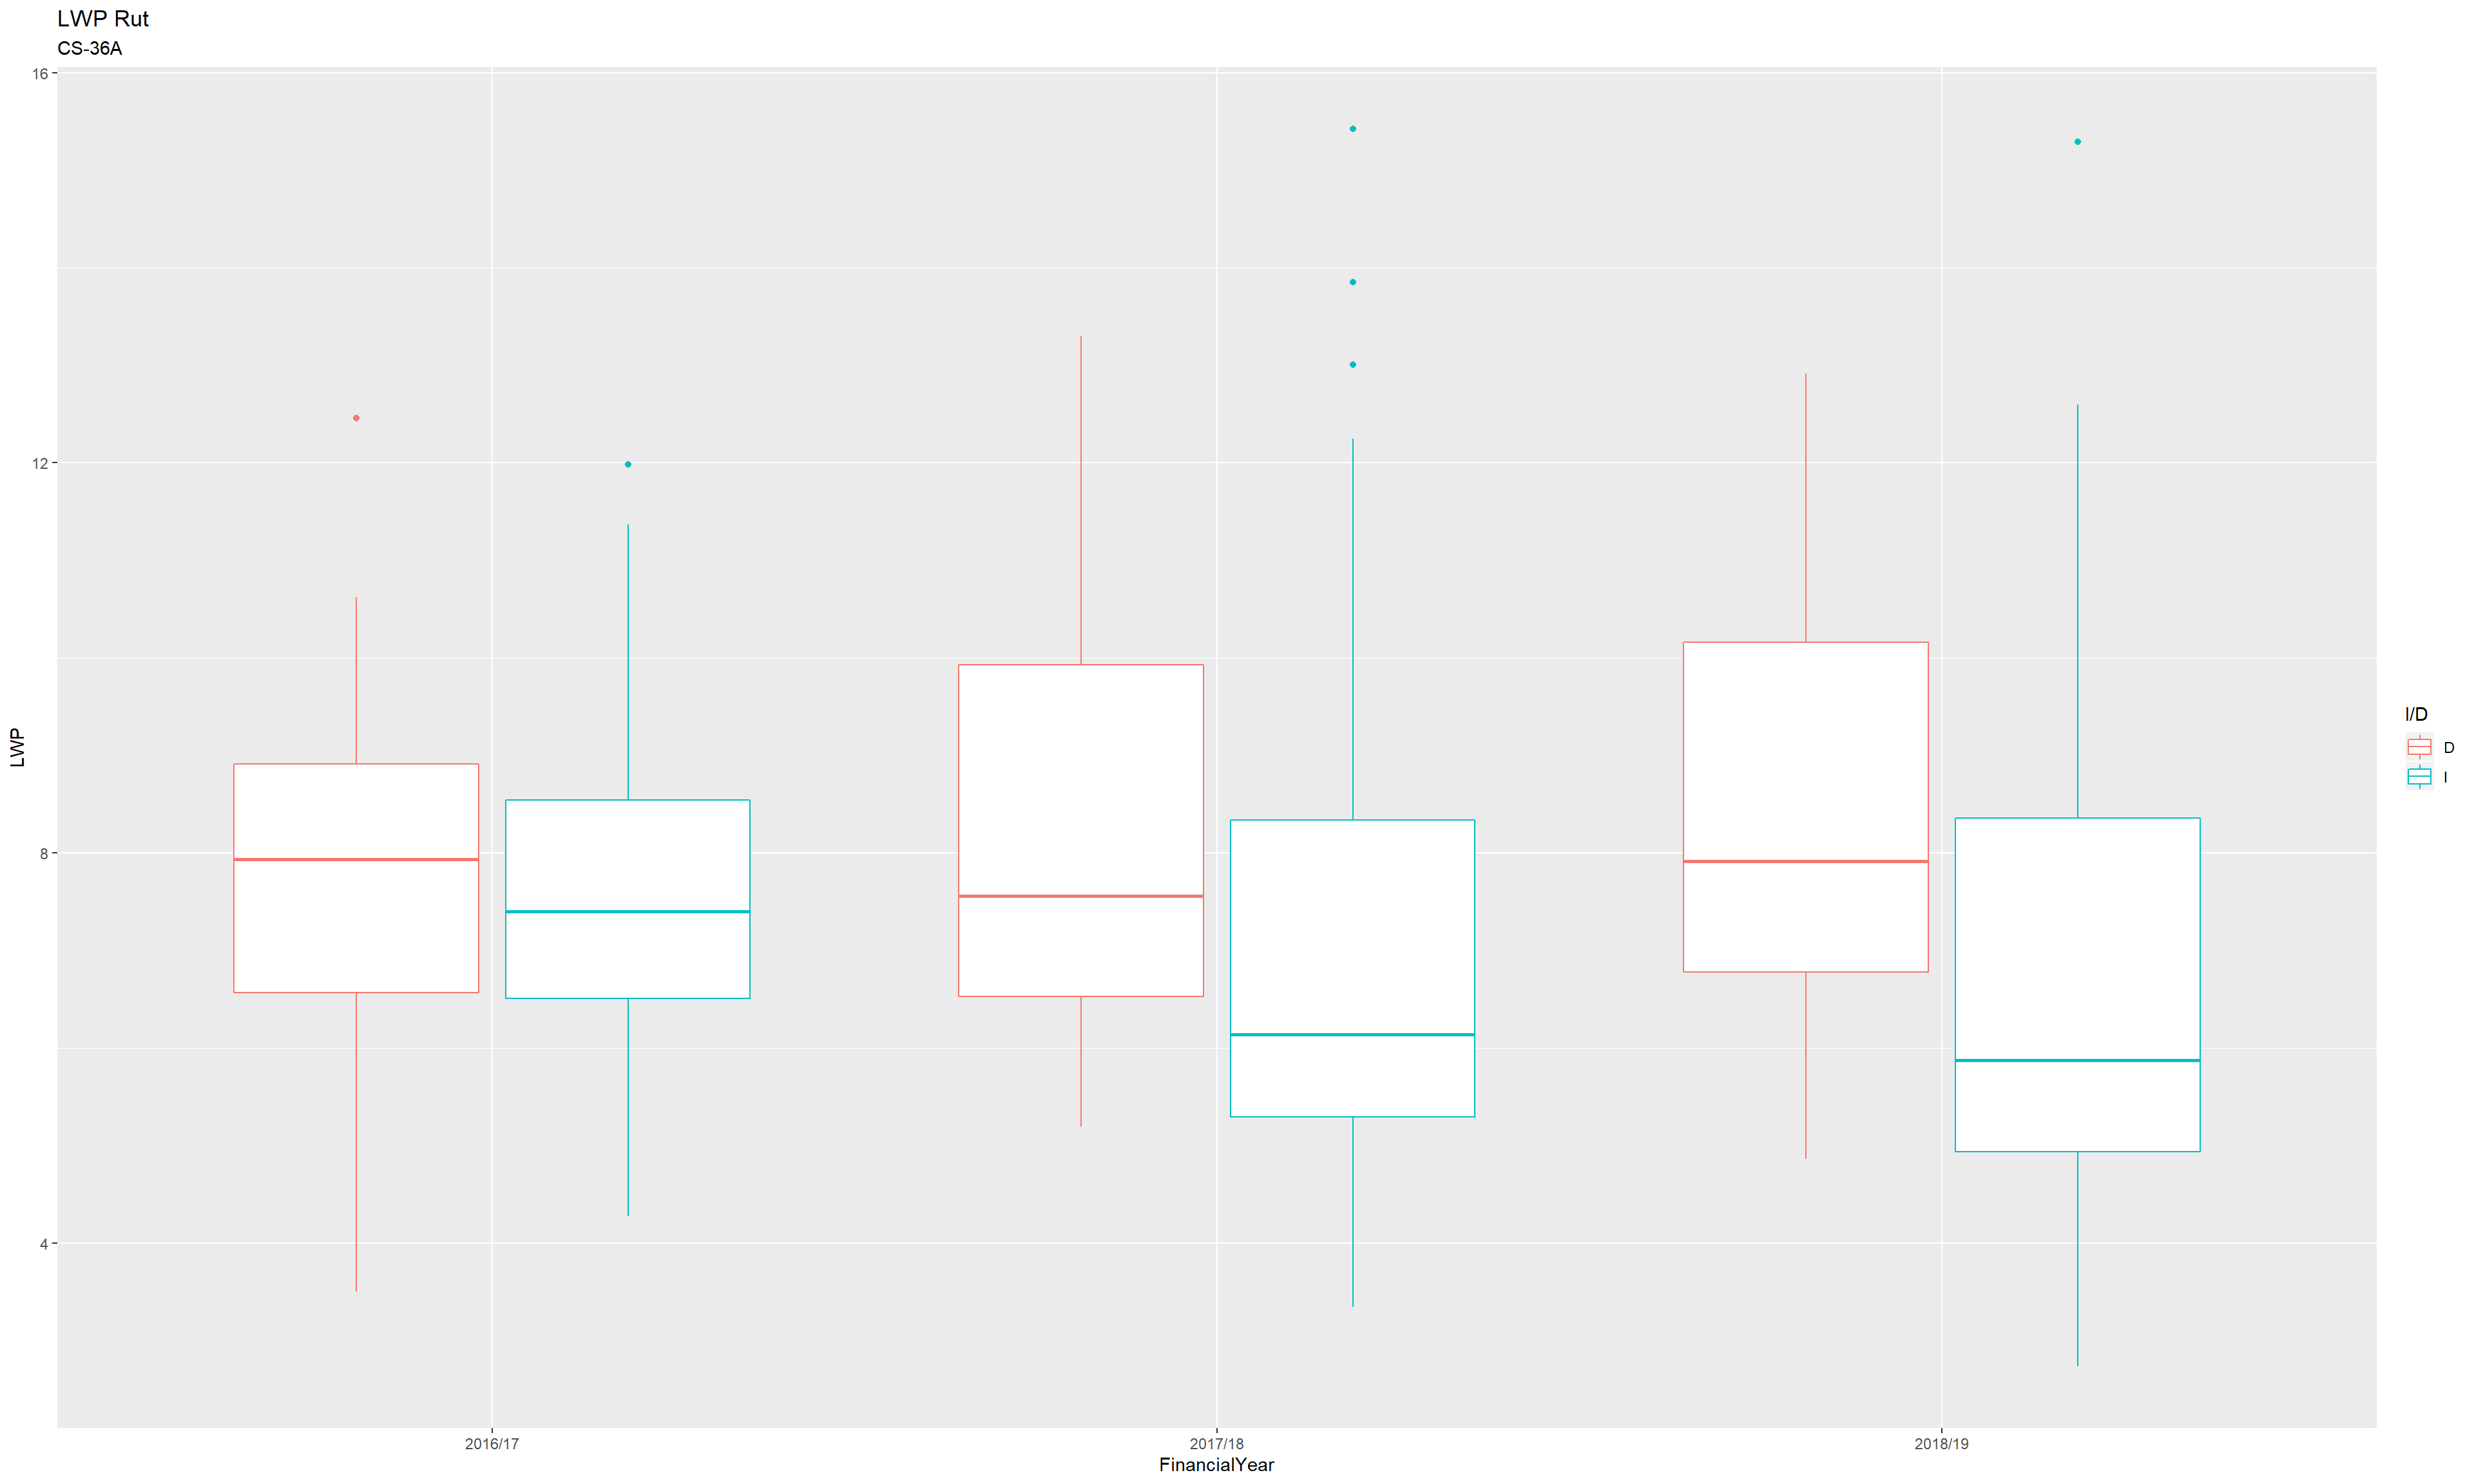 LWP Rut
CS-36A
16
12
8
4
LWP
2016/17
2017/18
2018/19
FinancialYear
I/D
D
I